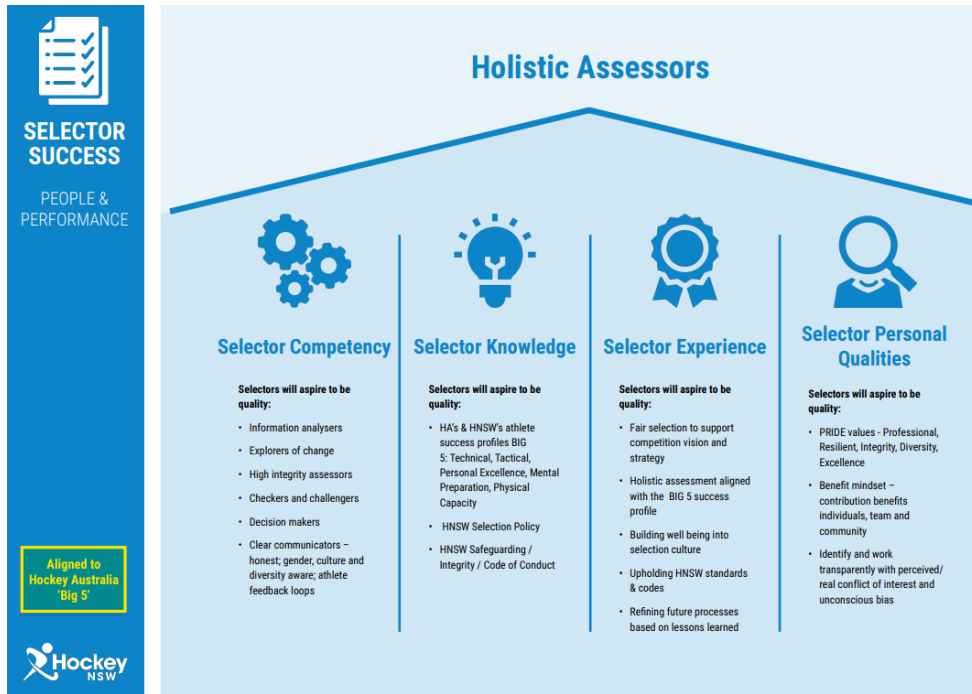 SELECTOR
SUCCESS
PEOPLE &
PERFORMANCE
Aligned to
Hockey Australia
‘Big 5’
Hockey
NSW
Holistic Assessors
Selector Competency
Selectors will aspire to be
quality:
• Information analysers
• Explorers of change
• High integrity assessors
• Checkers and challengers
• Decision makers
• Clear communicators –
honest; gender, culture and
diversity aware; athlete
feedback loops
Selector Knowledge
Selectors will aspire to be
quality:
• HA’s & HNSW’s athlete
success profiles BIG
5: Technical, Tactical,
Personal Excellence, Mental
Preparation, Physical
Capacity
• HNSW Selection Policy
• HNSW Safeguarding /
Integrity / Code of Conduct
Selector Experience
Selectors will aspire to be
quality:
• Fair selection to support
competition vision and
strategy
• Holistic assessment aligned
with the BIG 5 success
profile
• Building well being into
selection culture
• Upholding HNSW standards
& codes
• Refining future processes
based on lessons learned
Selector Personal
Qualities
Selectors will aspire to be
quality:
• PRIDE values - Professional,
Resilient, Integrity, Diversity,
Excellence
• Benefit mindset –
contribution benefits
individuals, team and
community
• Identify and work
transparently with perceived/
real conflict of interest and
unconscious bias